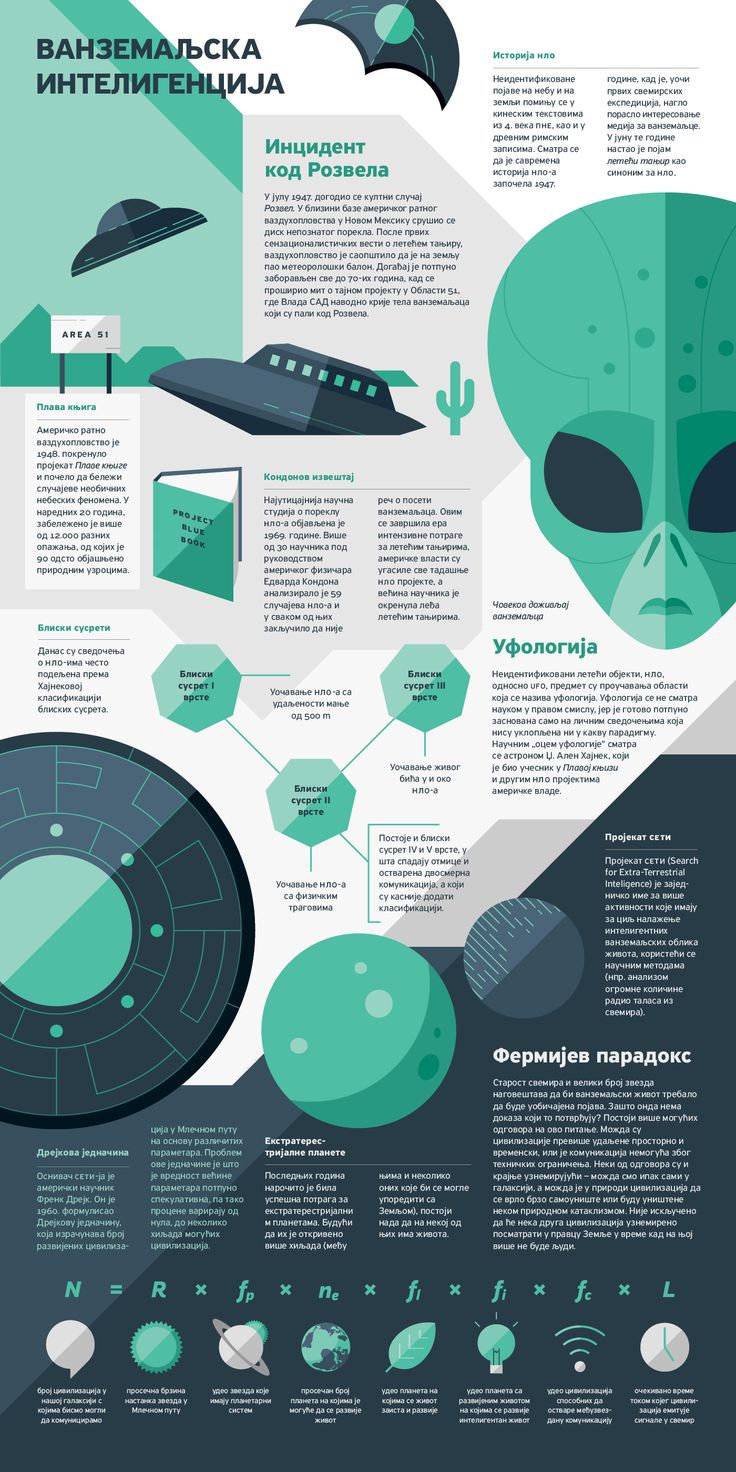 ВАНЗЕМАЉСКА
ИНТЕЛИГЕНЦИЈА
Историја нло
Неидентификоване
појаве на небу и на
земљи помињу се у
кинеским текстовима
из 4. века пне, као и у
древним римским
записима. Сматра се
да је савремена
историја нло-а
започела 1947.
године, кад је, уочи
првих свемирских
експедиција, нагло
порасло интересовање
медија за ванземаљце.
У јуну те године
настао је појам
летећи тањир као
синоним за нло.
Инцидент
код Розвела
У јулу 1947. догодио се култни случај
Розвел. У близини базе америчког ратног
ваздухопловства у Новом Мексику срушио се
диск непознатог порекла. После првих
сензационалистичких вести о летећем тањиру,
ваздухопловство је саопштило да је на земљу
пао метеоролошки балон. Догађај је потпуно
заборављен све до 70-их година, кад се
проширио мит о тајном пројекту у Области 51,
где Влада САД наводно крије тела ванземаљаца
који су пали код Розвела.
AREA 51
Плава књига
Америчко ратно
ваздухопловство је
1948. покренуло
пројекат Плаве књиге
и почело да бележи
случајеве необичних
небеских феномена. У
наредних 20 година,
забележено је више
од 12.000 разних
опажања, од којих је
90 одсто објашњено
природним узроцима.
PROJECT
BLUE
BOOK
Кондонов извештај
Најутицајнија научна
студија о пореклу
нло-а објављена је
1969. године. Више
од 30 научника под
руководством
америчког физичара
Едварда Кондона
анализирало је 59
случајева нло-а и
у сваком од њих
закључило да није
реч о посети
ванземаљаца. Овим
се завршила ера
интензивне потраге
за летећим тањирима,
америчке власти су
угасиле све тадашње
нло пројекте, а
већина научника је
окренула леђа
летећим тањирима.
Човеков доживљај
ванземаљца
Блиски сусрети
Данас су сведочења
о нло-има често
подељена према
Хајнековој
класификацији
блиских сусрета.
Блиски
сусрет I
врсте
Уочавање нло-а са
удаљености мање
од 500 m
Блиски
сусрет III
врсте
Уочавање живог
бића у и око
нло-а
Блиски
сусрет II
врсте
Уочавање нло-а
са физичким
траговима
Постоје и блиски
сусрет IV и V врсте, у
шта спадају отмице и
остварена двосмерна
комуникација, а који
су касније додати
класификацији.
Уфологија
Неидентификовани летећи објекти, нло,
односно UFO, предмет су проучавања области
која се назива уфологија. Уфологија се не сматра
науком у правом смислу, јер је готово потпуно
заснована само на личним сведочењима која
нису уклопљена ни у какву парадигму.
Научним „оцем уфологије“ сматра
се астроном Џ. Ален Хајнек, који
је био учесник у Плавој књизи
и другим нло пројектима
америчке владе.
Пројекат сети
Пројекат сети (Search
for Extra-Terrestrial
Inteligence) је зајед-
ничко име за више
активности које имају
за циљ налажење
интелигентних
ванземаљских облика
живота, користећи се
научним методама
(нпр. анализом
огромне количине
радио таласа из
свемира).
Фермијев парадокс
Старост свемира и велики број звезда
наговештава да би ванземаљски живот требало
да буде уобичајена појава. Зашто онда нема
доказа који то потврђују? Постоји више могућих
одговора на ово питање. Можда су
цивилизације превише удаљене просторно и
временски, или је комуникација немогућа због
техничких ограничења. Неки од одговора су и
крајње узнемирујући – можда смо ипак сами у
галаксији, а можда је у природи цивилизација да
се врло брзо самоуниште или буду уништене
неком природном катаклизмом. Није искључено
да ће нека друга цивилизација узнемирено
посматрати у правцу Земље у време кад на њој
више не буде људи.
Дрејкова једначина
Оснивач сети-ја је
амерички научник
Френк Дрејк. Он је
1960. формулисао
Дрејкову једначину,
која израчунава број
развијених цивилиза-
ција у Млечном путу
на основу различитих
параметара. Проблем
ове једначине је што
је вредност већине
параметара потпуно
спекулативна, па тако
процене варирају од
нула, до неколико
хиљада могућих
цивилизација.
Екстратерес-
тријалне планете
Последњих година
нарочито је била
успешна потрага за
екстратерестријални
м планетама. Будући
да их је откривено
више хиљада (међу
њима и неколико
оних које би се могле
упоредити са
Земљом), постоји
нада да на некој од
њих има живота.
N = R × fp × ne × fl × fi × fc × L
број цивилизација у
нашој галаксији с
којима бисмо могли
да комуницирамо
просечна брзина
настанка звезда у
Млечном путу
удео звезда које
имају планетарни
систем
просечан број
планета на којима је
могуће да се развије
живот
удео планета на
којима се живот
заиста и развије
удео планета са
развијеним животом
на којима се развије
интелигентан живот
удео цивилизација
способних да
остваре међузвез-
дану комуникацију
очекивано време
током којег цивили-
зација емитује
сигнале у свемир